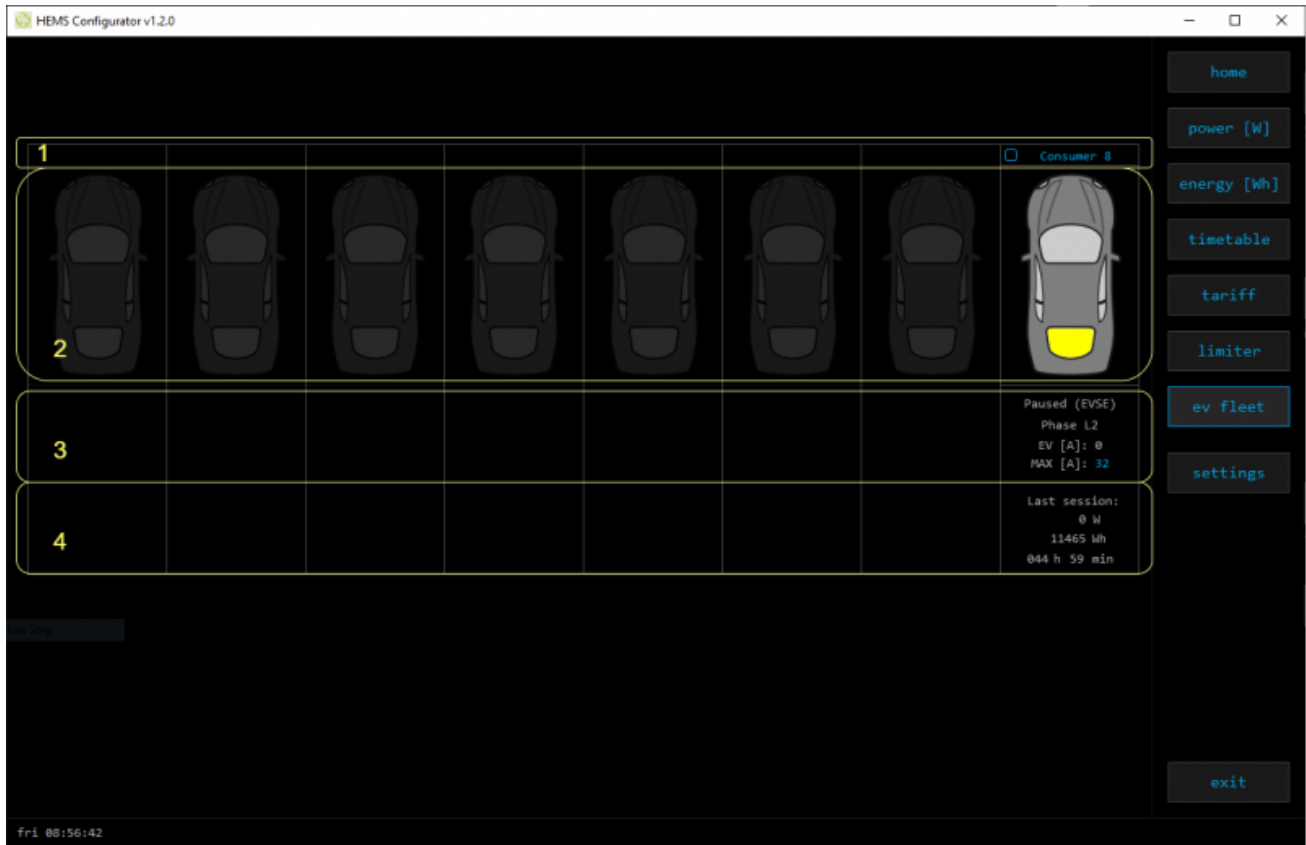 HEMS Configurator v1.2.0
home
power [W]
1
Consumer 8
energy [Wh]
timetable
tariff
2
limiter
Paused (EVSE)
ev fleet
Phase L2
3
EV [A]: 0
MAX [A]: 32
settings
Last session:
0 W
4
11465 Wh
044 h 59 min
Snip
exit
fri 08:56:42